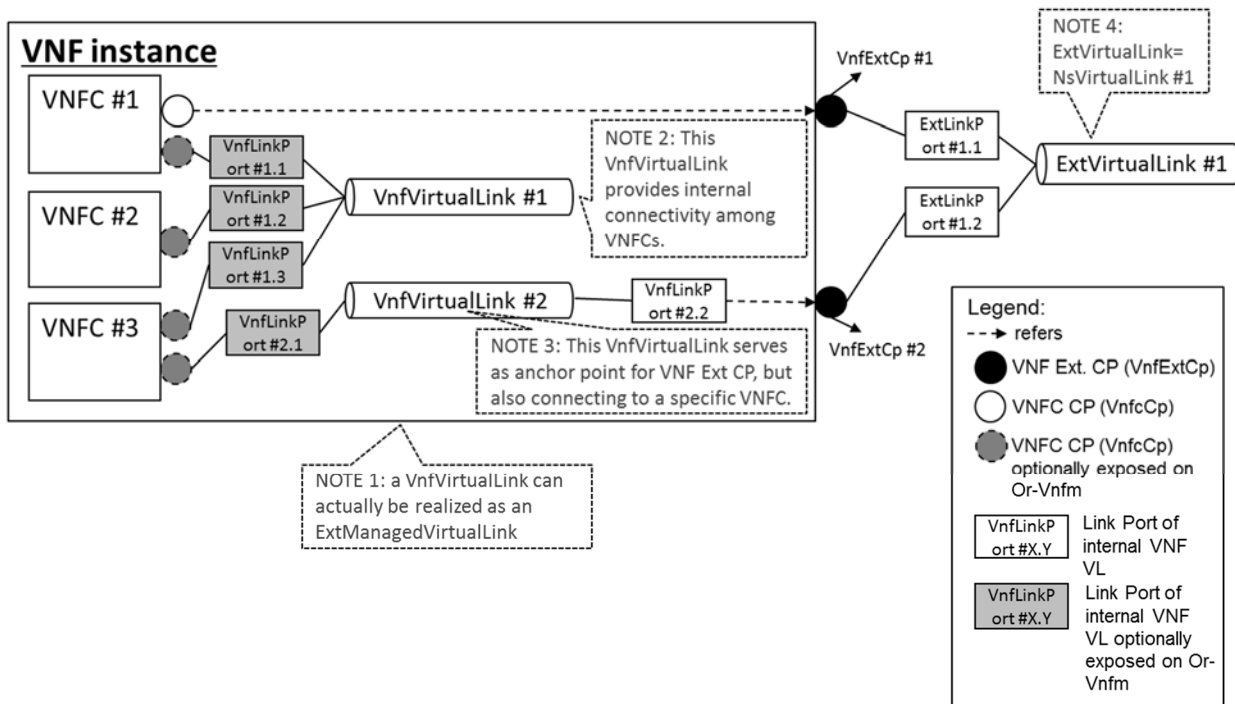 VNF instance
VNFC #1
VnfLinkP
ort #1.1
VNFC #2
VnfLinkP
ort #1.2
VnfLinkP
ort #1.3
VNFC #3
VnfLinkP
ort #2.1
VnfVirtualLink #1
NOTE 2: This
VnfVirtualLink
provides internal
connectivity among
VNFCs.
VnfVirtualLink #2
VnfLinkP
ort #2.2
NOTE 3: This VnfVirtualLink serves
as anchor point for VNF Ext CP, but
also connecting to a specific VNFC.
NOTE 1: a VnfVirtualLink can
actually be realized as an
ExtManagedVirtualLink
VnfExtCp #1
ExtLinkP
ort #1.1
ExtLinkP
ort #1.2
VnfExtCp #2
NOTE 4:
ExtVirtualLink=
NsVirtualLink #1
ExtVirtualLink #1
Legend:
refers
VNF Ext. CP (VnfExtCp)
VNFC CP (VnfcCp)
VNFC CP (VnfcCp)
optionally exposed on
Or-Vnfm
VnfLinkP
ort #X.Y
Link Port of
internal VNF
VL
VnfLinkP
ort #X.Y
Link Port of
internal VNF
VL optionally
exposed on Or-
Vnfm